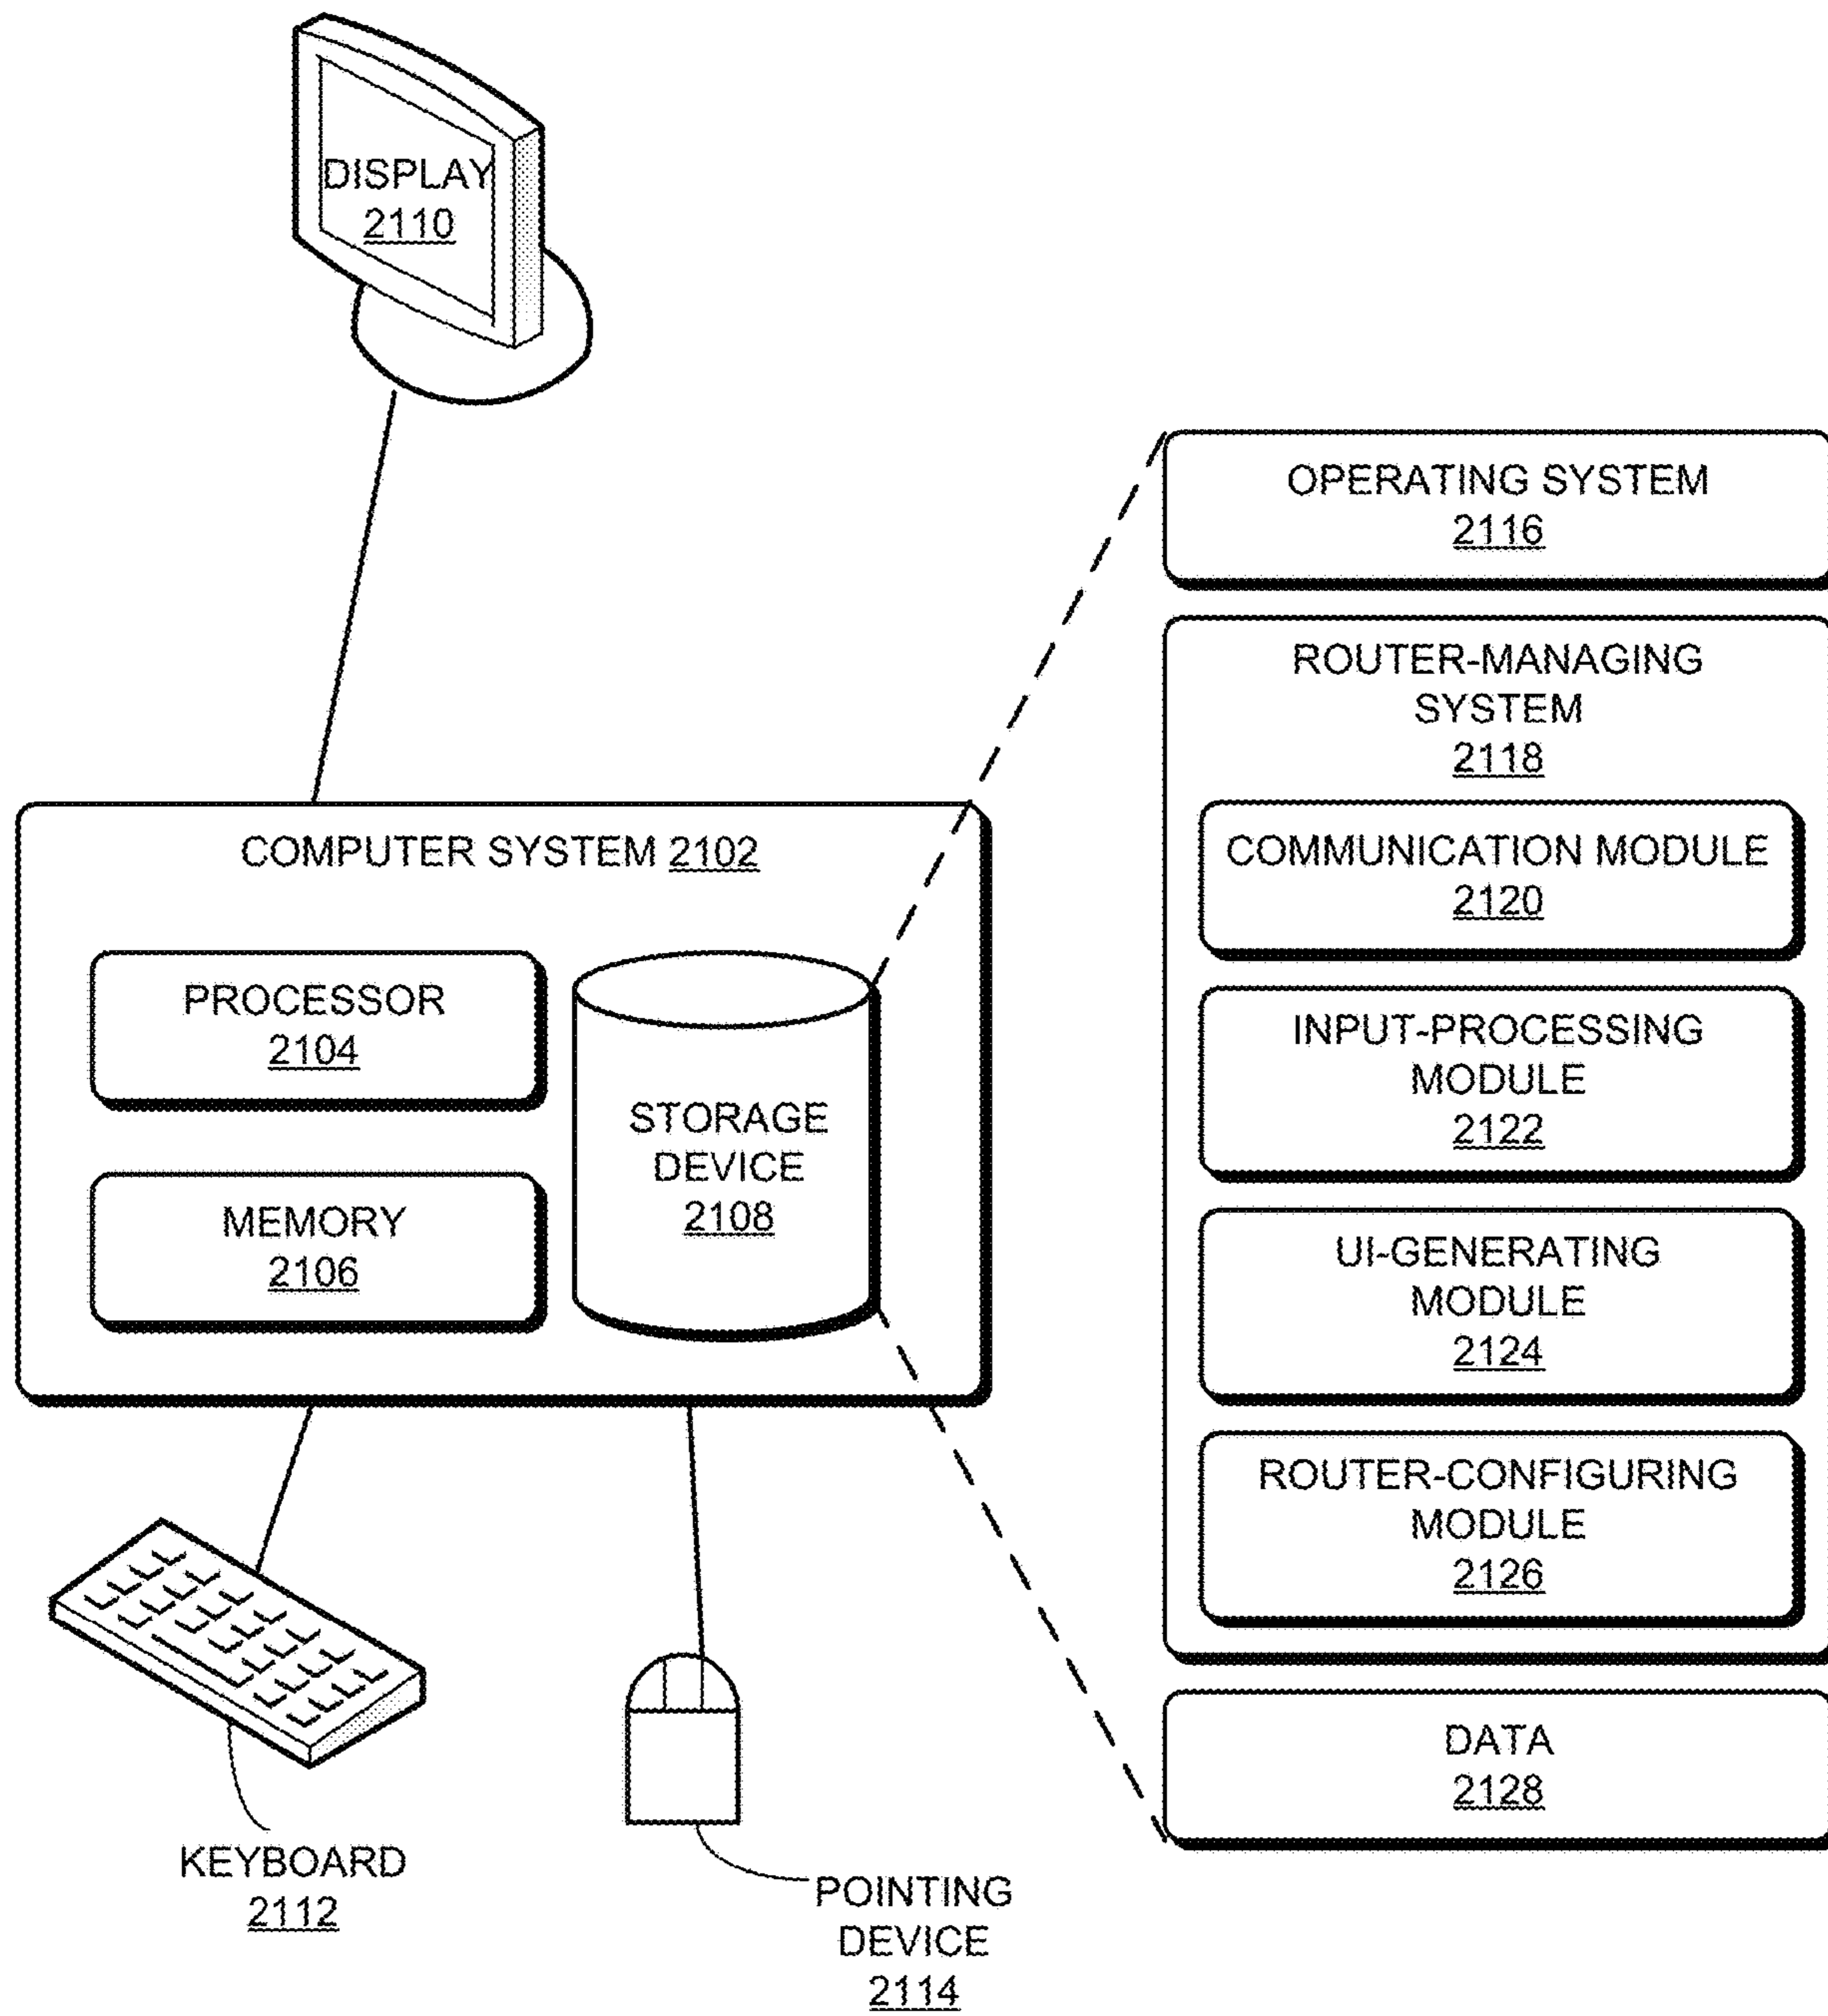 DISPLAY
2110
COMPUTER SYSTEM 2102
PROCESSOR
2104
MEMORY
2106
STORAGE
DEVICE
2108
KEYBOARD
2112
POINTING
DEVICE
2114
OPERATING SYSTEM
2116
ROUTER-MANAGING
SYSTEM
2118
COMMUNICATION MODULE
2120
INPUT-PROCESSING
MODULE
2122
UI-GENERATING
MODULE
2124
ROUTER-CONFIGURING
MODULE
2126
DATA
2128